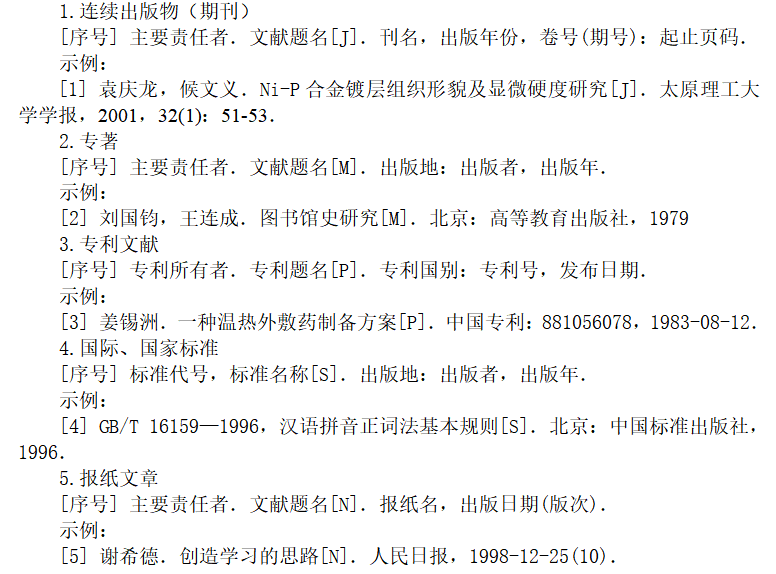 1.连续出版物（期刊）
[序号] 主要责任者．文献题名[J]．刊名，出版年份，卷号(期号)：起止页码．
示例：
[1] 袁庆龙，候文义．Ni-P 合金镀层组织形貌及显微硬度研究[J]．太原理工大
学学报，2001，32(1)：51-53．
2.专著
[序号] 主要责任者．文献题名[M]．出版地：出版者，出版年．
示例：
[2] 刘国钧，王连成．图书馆史研究[M]．北京：高等教育出版社，1979
3.专利文献
[序号] 专利所有者．专利题名[P]．专利国别：专利号，发布日期．
示例：
[3] 姜锡洲．一种温热外敷药制备方案[P]．中国专利：881056078，1983-08-12．
4.国际、国家标准
[序号] 标准代号，标准名称[S]．出版地：出版者，出版年．
示例：
[4] GB/T 16159—1996，汉语拼音正词法基本规则[S]．北京：中国标准出版社，
1996．
5.报纸文章
[序号] 主要责任者．文献题名[N]．报纸名，出版日期(版次)．
示例：
[5] 谢希德．创造学习的思路[N]．人民日报，1998-12-25(10)．